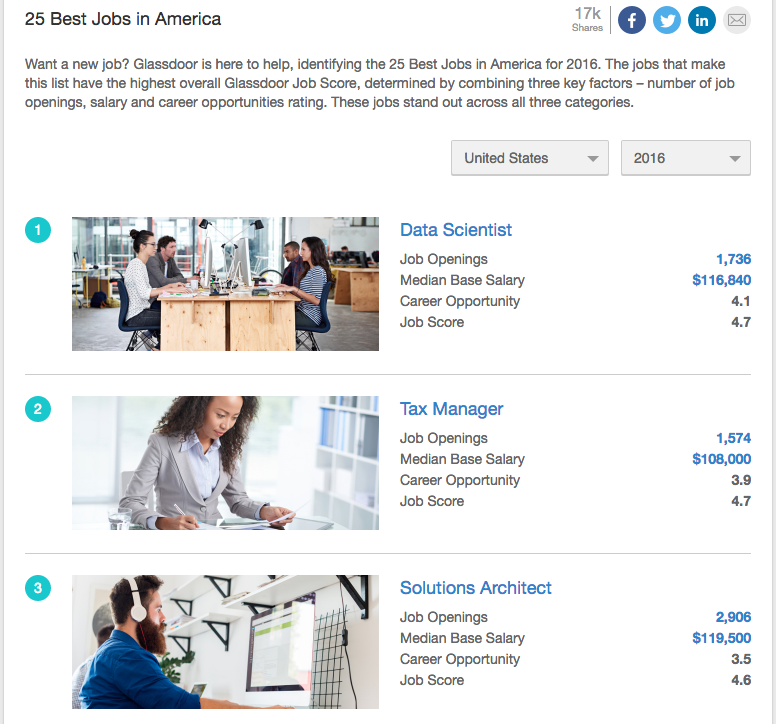 25 Best Jobs in America
17k
Shares
Want a new job? Glassdoor is here to help, identifying the 25 Best Jobs in America for 2016. The jobs that make
this list have the highest overall Glassdoor Job Score, determined by combining three key factors – number of job
openings, salary and career opportunities rating. These jobs stand out across all three categories.
United States
2016
1
Data Scientist
Job Openings 1,736
Median Base Salary $116,840
Career Opportunity 4.1
Job Score 4.7
2
Tax Manager
Job Openings 1,574
Median Base Salary $108,000
Career Opportunity 3.9
Job Score 4.7
3
Solutions Architect
Job Openings 2,906
Median Base Salary $119,500
Career Opportunity 3.5
Job Score 4.6